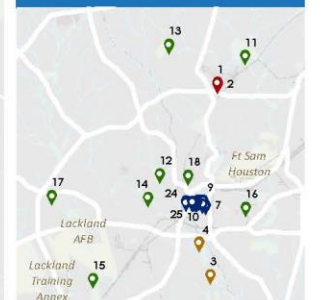 13
11
1
2
12
18
Ft Sam
Houston
17
14
24
9
7
16
25
10
Lackland
AFB
4
Lackland
Training
Annex
15
3